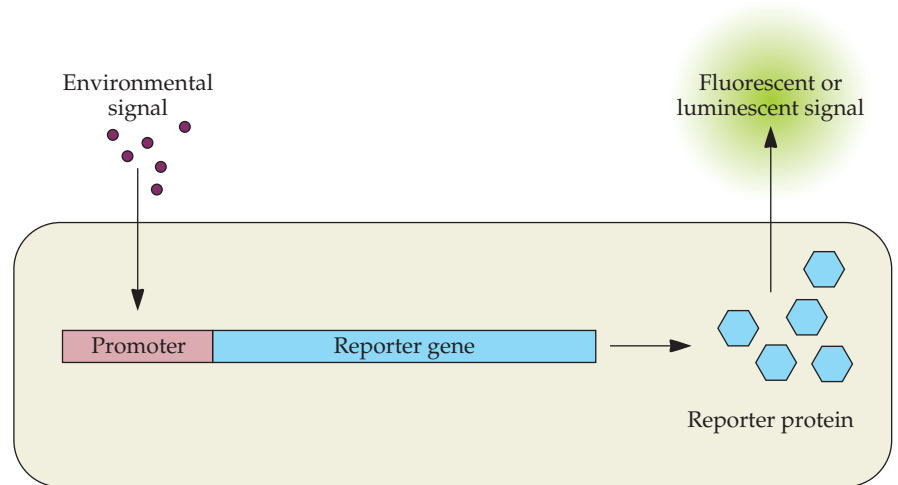 Environmental
signal
Fluorescent or
luminescent signal
Promoter
Reporter gene
Reporter protein